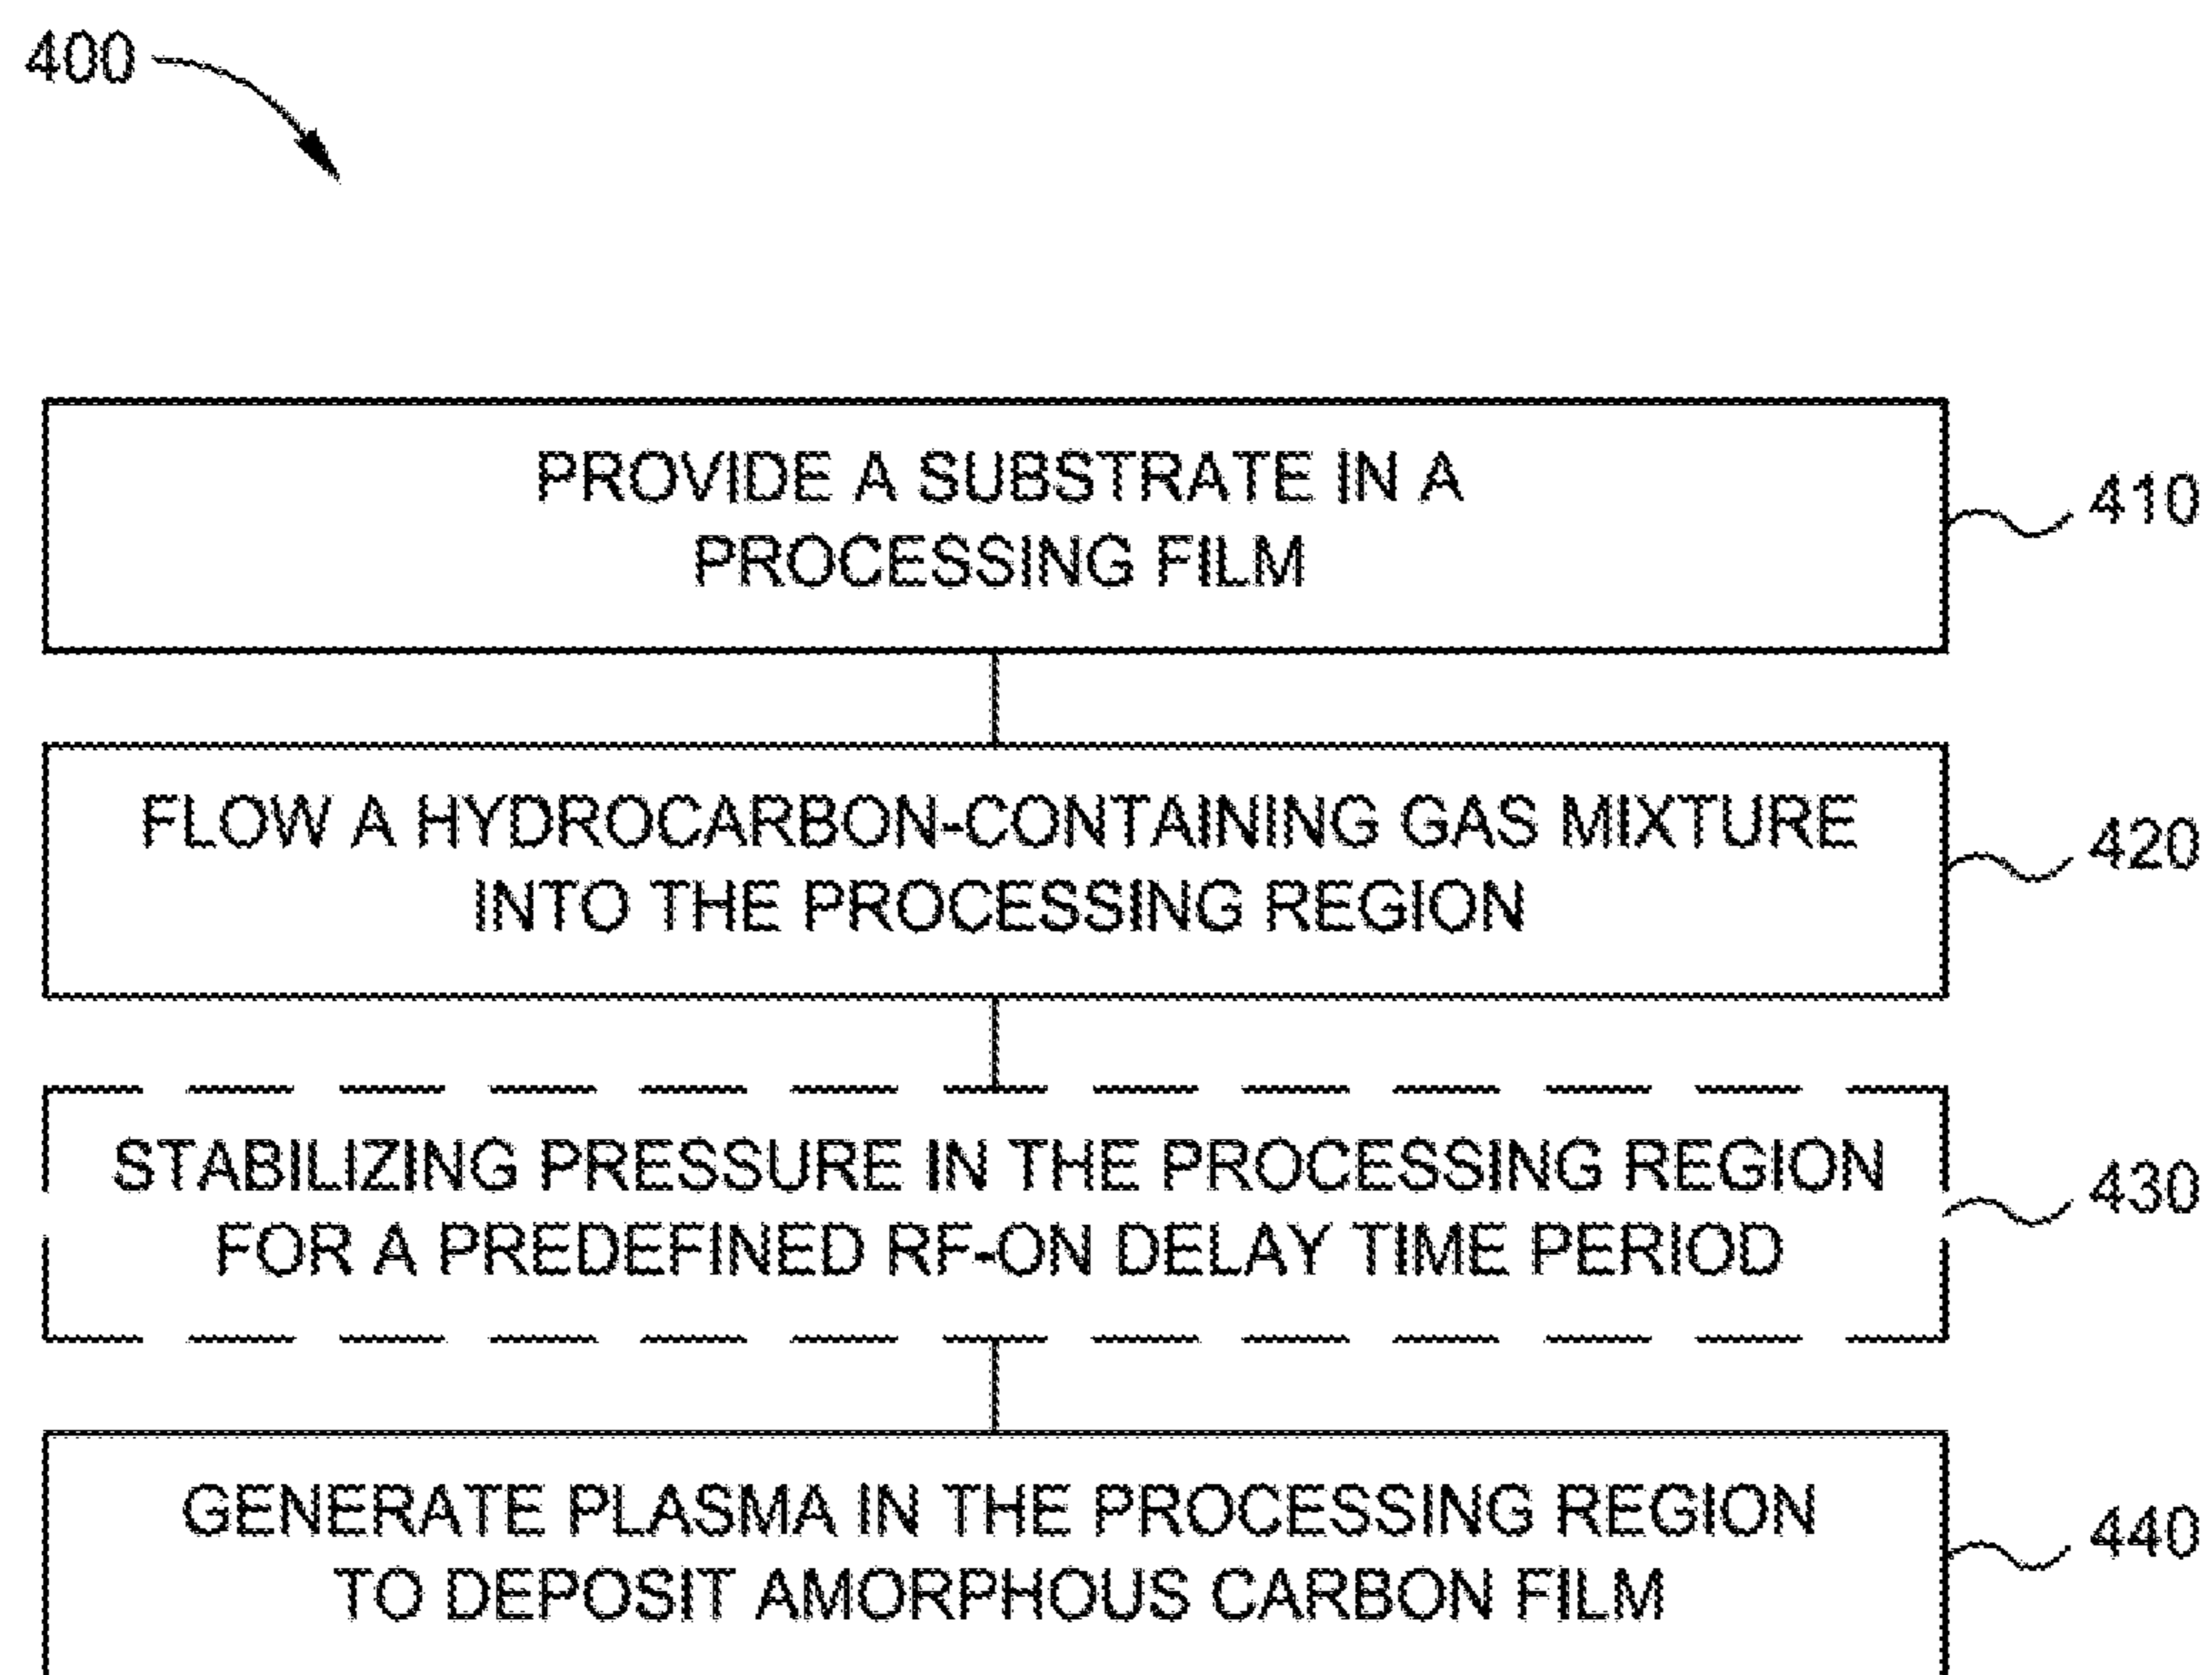 400
PROVIDE A SUBSTRATE IN A
PROCESSING FILM
410
FLOW A HYDROCARBON-CONTAINING GAS MIXTURE
INTO THE PROCESSING REGION
420
STABILIZING PRESSURE IN THE PROCESSING REGION
FOR A PREDEFINED RF-ON DELAY TIME PERIOD
430
GENERATE PLASMA IN THE PROCESSING REGION
TO DEPOSIT AMORPHOUS CARBON FILM
440